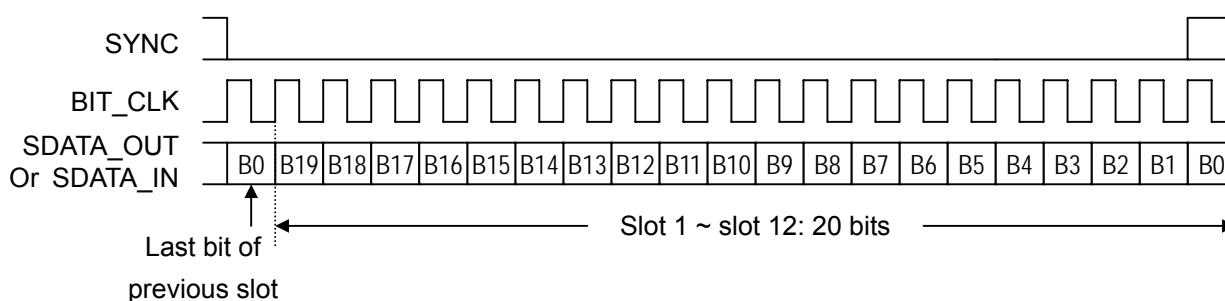 SYNC
BIT_CLK
SDATA_OUT
Or SDATA_IN
B0 B19 B18 B17 B16 B15 B14 B13 B12 B11 B10 B9 B8 B7 B6 B5 B4 B3 B2 B1 B0
Slot 1 ~ slot 12: 20 bits
Last bit of
previous slot